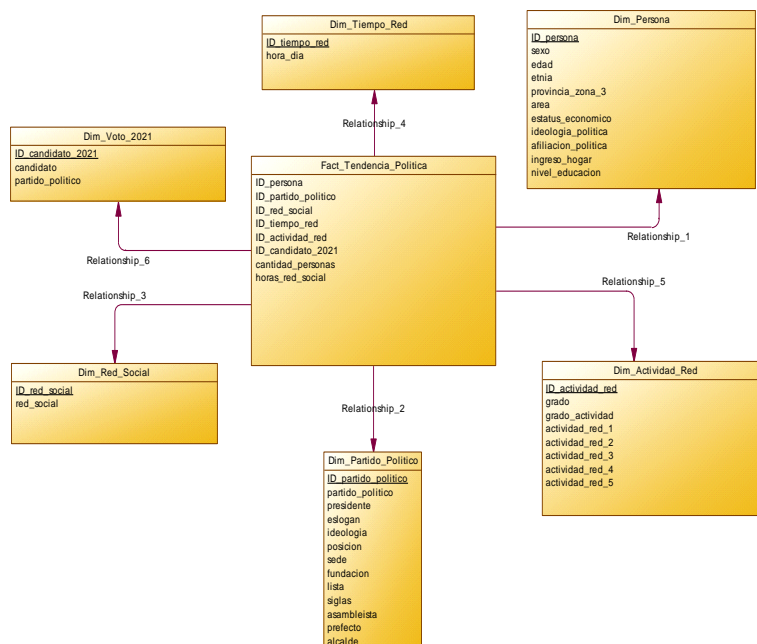 Dim_Tiempo_Red
ID_tiempo_red
hora_dia
Dim_Persona
ID_persona
sexo
edad
etnia
provincia_zona_3
area
estatus_economico
ideologia_politica
afiliacion_politica
ingreso_hogar
nivel_educacion
Relationship_4
Dim_Voto_2021
ID_candidato_2021
candidato
partido_politico
Fact_Tendencia_Politica
ID_persona
ID_partido_politico
ID_red_social
ID_tiempo_red
ID_actividad_red
ID_candidato_2021
cantidad_personas
horas_red_social
Relationship_1
Relationship_6
Relationship_5
Relationship_3
Dim_Red_Social
ID_red_social
red_social
Dim_Actividad_Red
ID_actividad_red
grado
grado_actividad
actividad_red_1
actividad_red_2
actividad_red_3
actividad_red_4
actividad_red_5
Relationship_2
Dim_Partido_Politico
ID_partido_politico
partido_politico
presidente
eslogan
ideologia
posicion
sede
fundacion
lista
siglas
asambleista
prefecto
alcalde